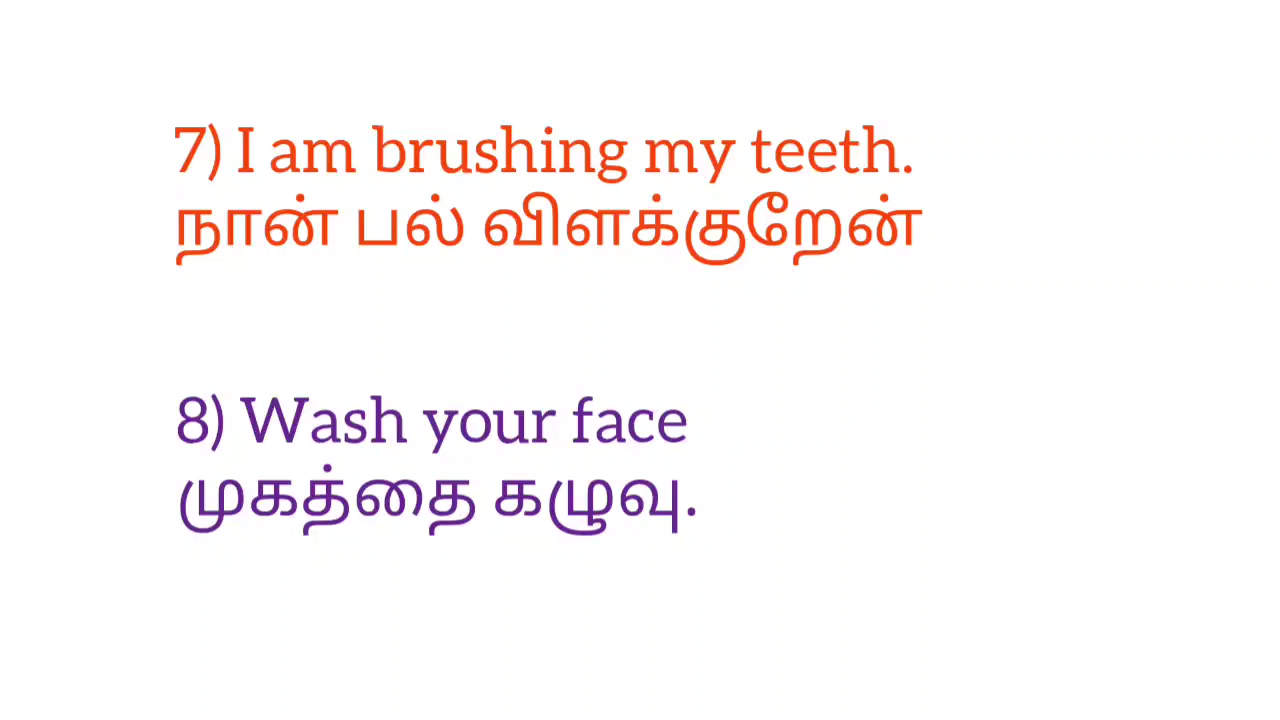 7) I am brushing my teeth.
நான் பல் விளக்குறேன்
8) Wash your face
முகத்தை கழுவு.